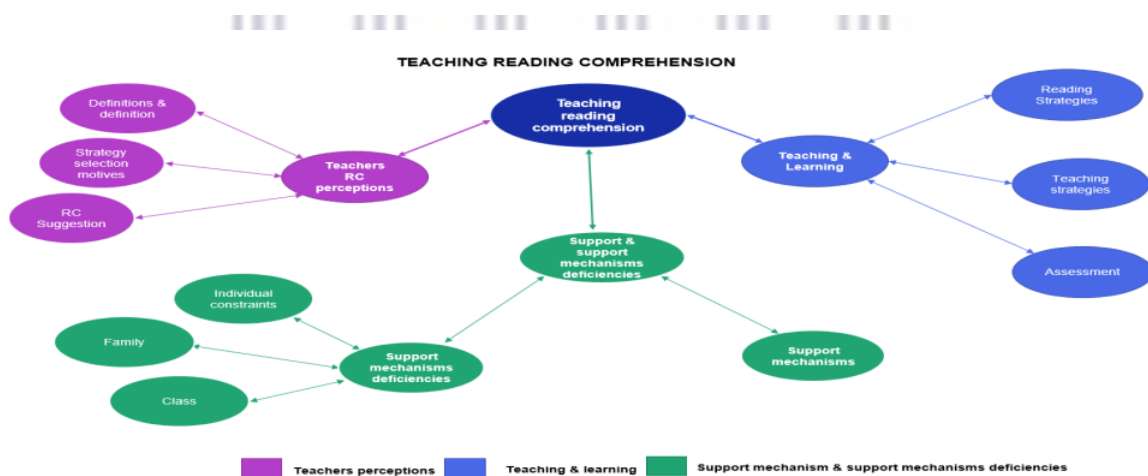 TEACHING READING COMPREHENSION
Teaching
reading
comprehension
Definitions &
definition
Strategy
selection
motives
RC
Suggestion
Teachers
RC
perceptions
Teaching &
Learning
Reading
Strategies
Teaching
strategies
Assessment
Support &
support
mechanisms
deficiencies
Individual
constraints
Family
Class
Support
mechanisms
deficiencies
Support
mechanisms
Teachers perceptions
Teaching & learning
Support mechanism & support mechanisms deficiencies